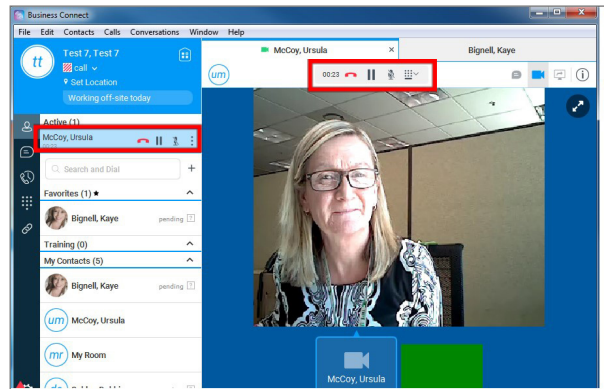 Business Connect
File Edit Contacts Calls Conversations Window Help
tt
Test 7, Test 7
call
Set Location
Working off-site today
McCoy, Ursula
Bignell, Kaye
um
00:23
Active (1)
McCoy, Ursula
Search and Dial
Favorites (1)
Bignell, Kaye
pending
Training (0)
My Contacts (5)
Bignell, Kaye
pending
um
McCoy, Ursula
mr
My Room
McCoy, Ursula